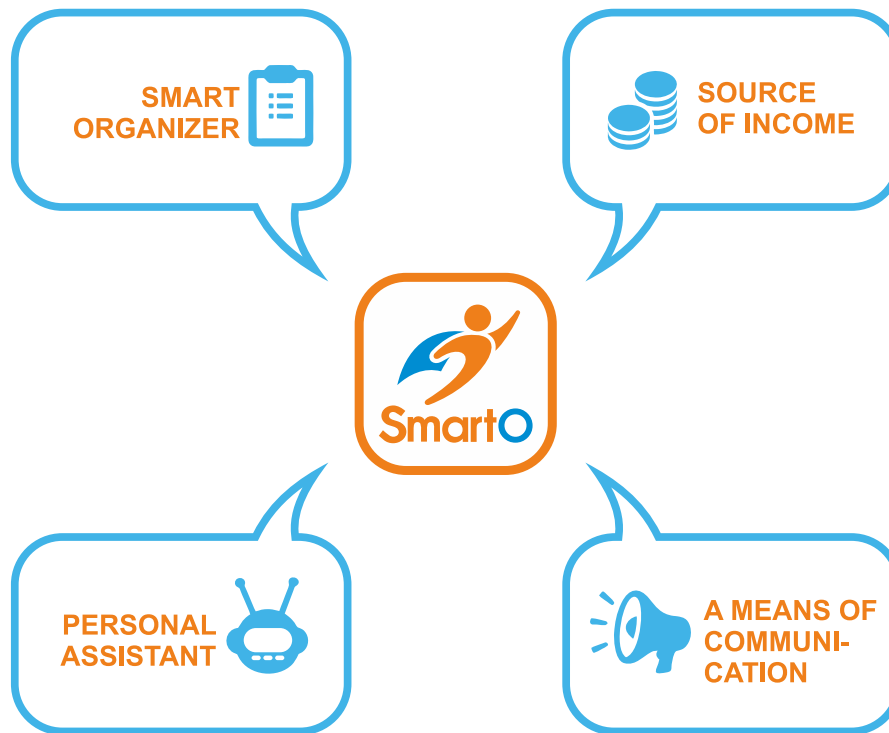 SMART
ORGANIZER
SOURCE
OF INCOME
SmartO
PERSONAL
ASSISTANT
A MEANS OF
COMMUNI-
CATION